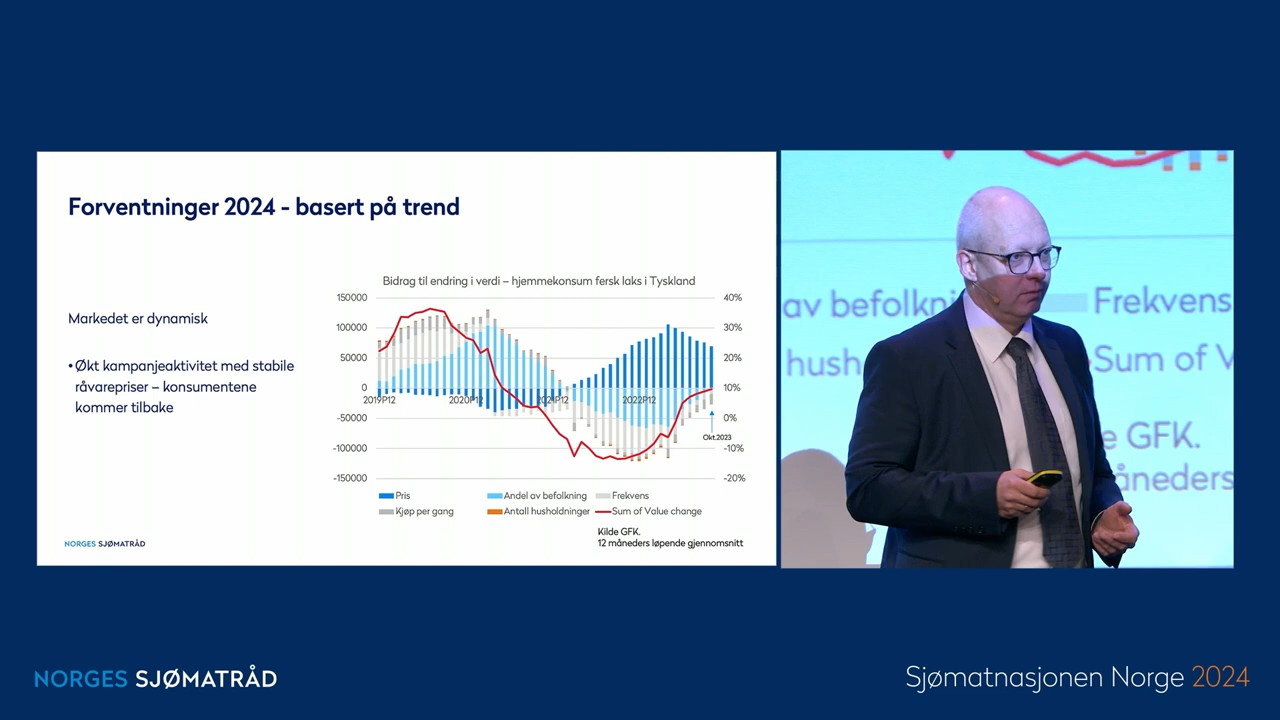 Forventninger 2024 - basert på trend
Markedet er dynamisk
•Økt kampanjeaktivitet med stabile
råvarepriser – konsumentene
kommer tilbake
Bidrag til endring i verdi – hjemmekonsum fersk laks i Tyskland
150000
100000
50000
0
-50000
-100000
-150000
40%
30%
20%
10%
0%
-10%
-20%
2019P12
2020P12
2021P12
2022P12
Okt.2023
Pris
Andel av befolkning
Frekvens
Kjøp per gang
Antall husholdninger
Sum of Value change
Kilde GFK.
12 måneders løpende gjennomsnitt
NORGES SJØMATRÅD
av befolkni
Frekvens
hush
Sum of V
e GFK.
åneders
NORGES SJØMATRÅD
Sjømatnasjonen Norge 2024